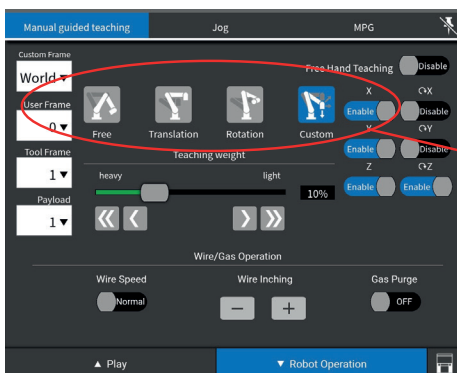 Manual guided teaching Jog MPG
Custom Frame
World
Free Hand Teaching Disable
User Frame
0
X X
Enable Disable
Free Translation Rotation Custom
Y Y
Enable Disable
Tool Frame
1
Teaching weight
Z Z
Enable Enable
heavy light
10%
Payload
1
Wire/Gas Operation
Wire Speed Wire Inching Gas Purge
Normal − + OFF
▲ Play ▼ Robot Operation